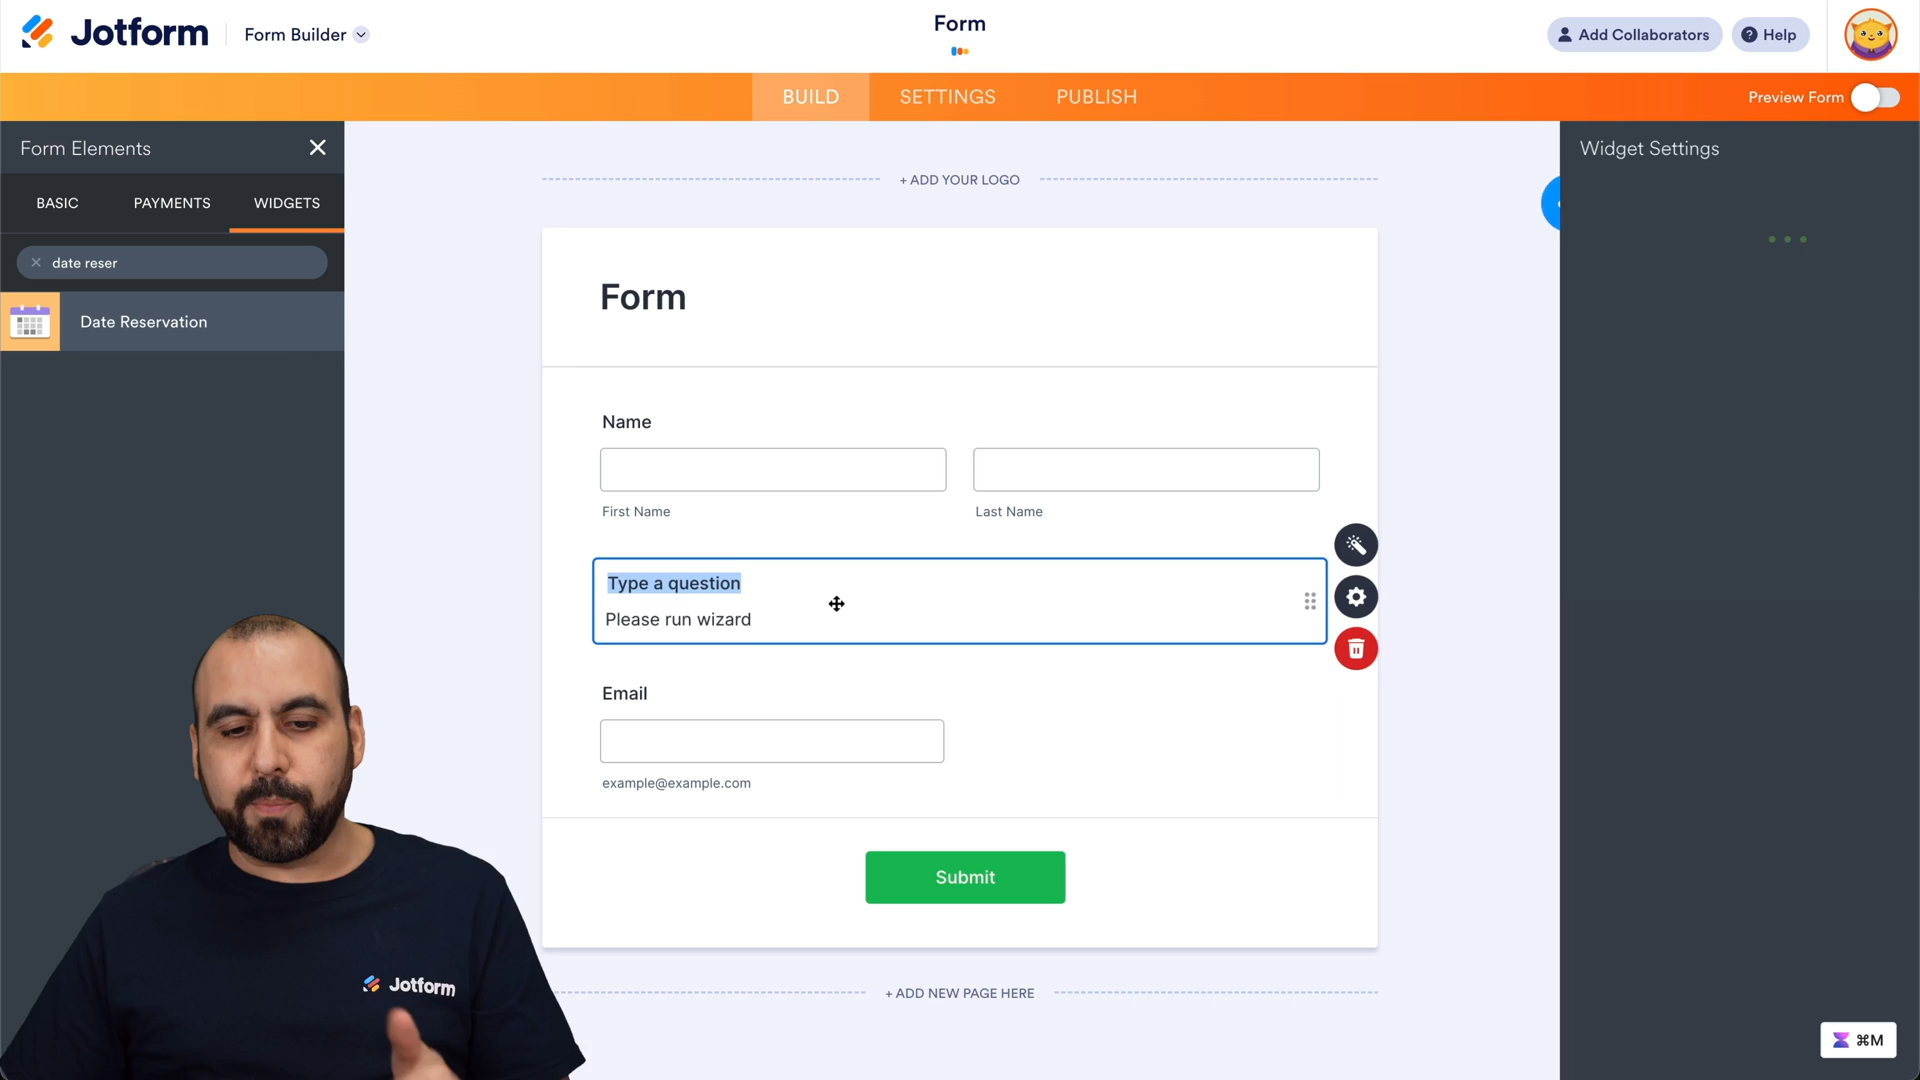 Jotform
Form Builder
Form
Add Collaborators
Help
BUILD
SETTINGS
PUBLISH
Preview Form
Form Elements
BASIC
PAYMENTS
WIDGETS
date reser
Date Reservation
+ ADD YOUR LOGO
Form
Name
First Name
Last Name
Type a question
Please run wizard
Email
example@example.com
Submit
+ ADD NEW PAGE HERE
Widget Settings
⌘M
Jotform